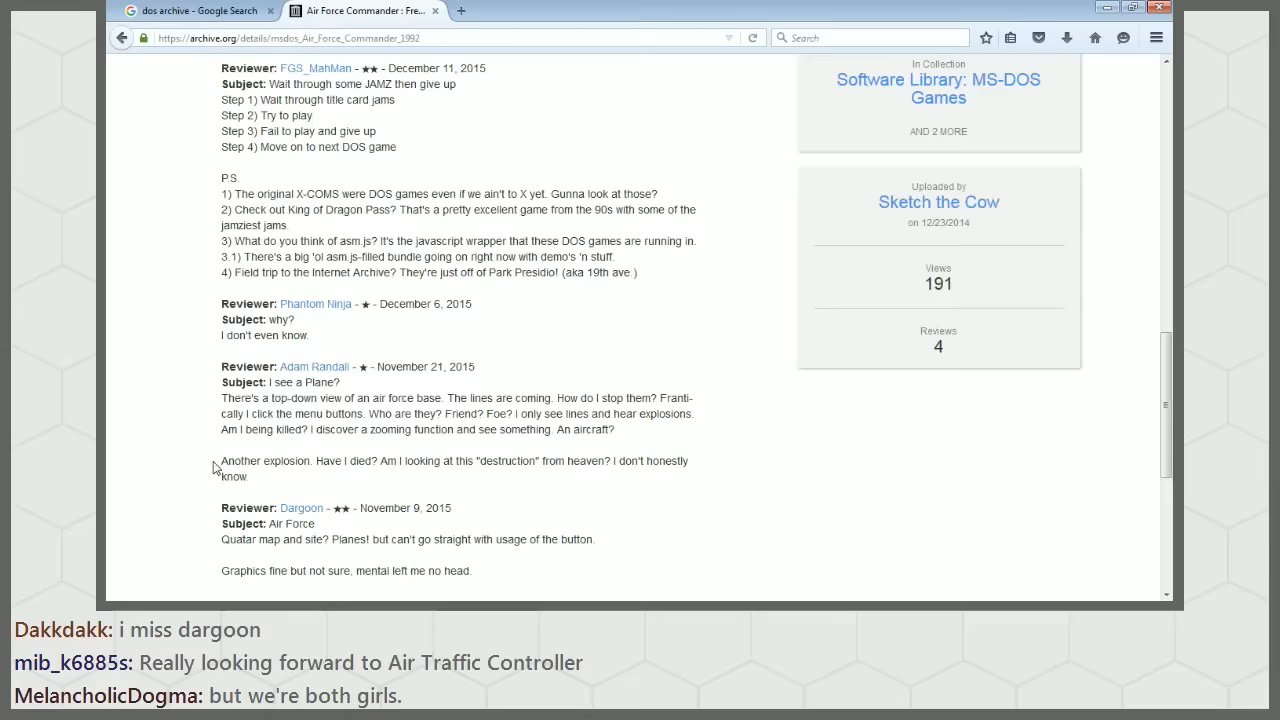 dos archive - Google Search
Air Force Commander : Fre...
https://archive.org/details/msdos_Air_Force_Commander_1992
Search
Reviewer: FGS_MahMan - ★★ - December 11, 2015
Subject: Wait through some JAMZ then give up
Step 1) Wait through title card jams
Step 2) Try to play
Step 3) Fail to play and give up
Step 4) Move on to next DOS game
P.S.
1) The original X-COMS were DOS games even if we ain't to X yet. Gunna look at those?
2) Check out King of Dragon Pass? That's a pretty excellent game from the 90s with some of the
jamziest jams.
3) What do you think of asm.js? It's the javascript wrapper that these DOS games are running in.
3.1) There's a big 'ol asm.js-filled bundle going on right now with demo's 'n stuff.
4) Field trip to the Internet Archive? They're just off of Park Presidio! (aka 19th ave.)
Reviewer: Phantom Ninja - ★ - December 6, 2015
Subject: why?
I don't even know.
Reviewer: Adam Randall - ★ - November 21, 2015
Subject: I see a Plane?
There's a top-down view of an air force base. The lines are coming. How do I stop them? Franti-
cally I click the menu buttons. Who are they? Friend? Foe? I only see lines and hear explosions.
Am I being killed? I discover a zooming function and see something. An aircraft?
Another explosion. Have I died? Am I looking at this "destruction" from heaven? I don't honestly
know.
Reviewer: Dargoon - ★★ - November 9, 2015
Subject: Air Force
Quatar map and site? Planes! but can't go straight with usage of the button.
Graphics fine but not sure, mental left me no head.
In Collection
Software Library: MS-DOS
Games
AND 2 MORE
Uploaded by
Sketch the Cow
on 12/23/2014
Views
191
Reviews
4
Dakkdakk: i miss dargoon
mib_k6885s: Really looking forward to Air Traffic Controller
MelancholicDogma: but we're both girls.